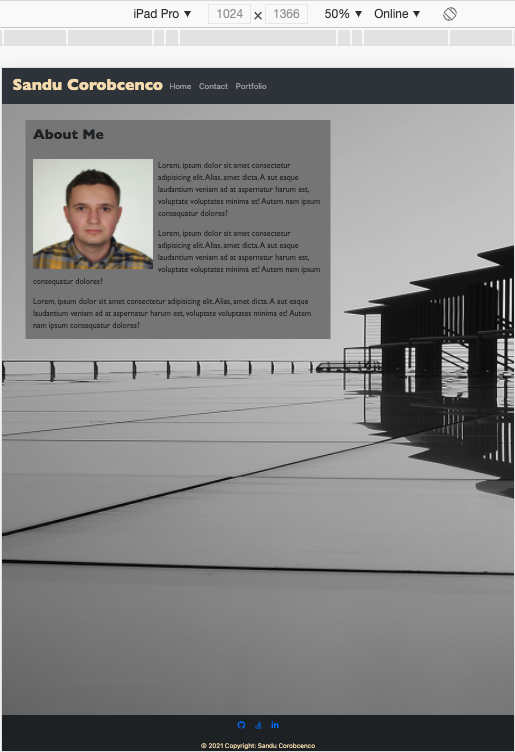 iPad Pro ▼ 1024 × 1366 50% ▼ Online ▼
Sandu Corobcenco Home Contact Portfolio
About Me
Lorem, ipsum dolor sit amet consectetur
adipisicing elit. Alias, amet dicta. A aut eaque
laudantium veniam ad at aspernatur harum est,
voluptate voluptates minima et! Autem nam ipsum
consequatur dolores?
Lorem, ipsum dolor sit amet consectetur
adipisicing elit. Alias, amet dicta. A aut eaque
laudantium veniam ad at aspernatur harum est,
voluptate voluptates minima et! Autem nam ipsum
consequatur dolores?
Lorem, ipsum dolor sit amet consectetur adipisicing elit. Alias, amet dicta. A aut eaque
laudantium veniam ad at aspernatur harum est, voluptate voluptates minima et! Autem
nam ipsum consequatur dolores?
© 2021 Copyright: Sandu Corobcenco